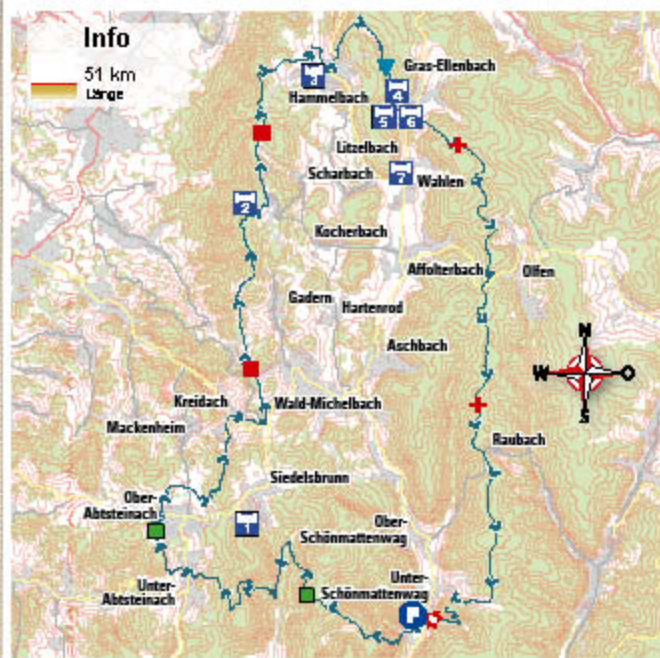 Info
51 km
Länge
3
Gras-Ellenbach
4
Hammelbach
5
6
Litzelbach
Scharbach
7
Wahlen
2
Kocherbach
Affolterbach
Olfen
Gadern
Hartenrod
Aschbach
N
W
O
S
Kreidach
Wald-Michelbach
Mackenheim
Raubach
Siedelsbrunn
Ober-
Abtsteinach
1
Ober-
Schönmattenwag
Unter-
Abtsteinach
Unter-
Schönmattenwag
P